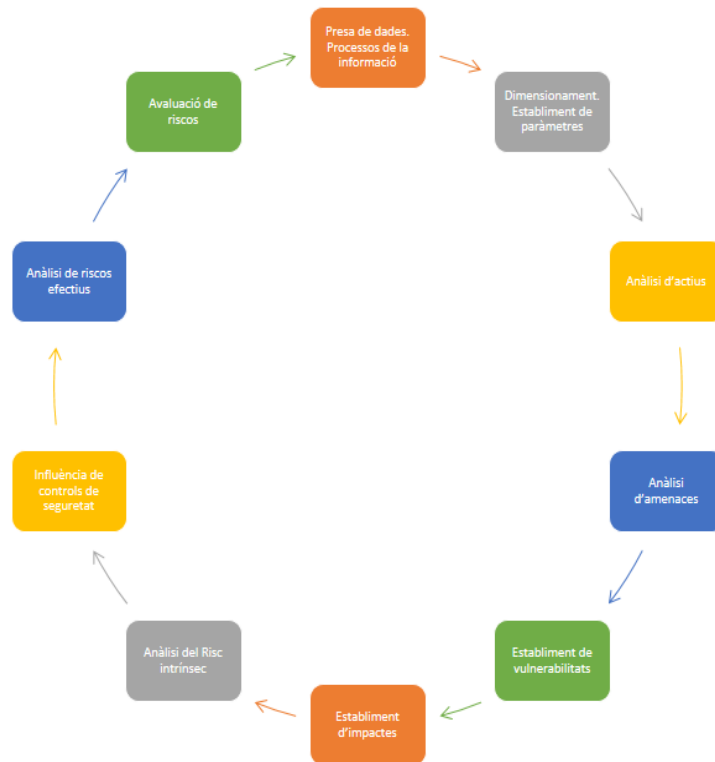 Presa de dades.
Processos de la
informació
Dimensionament.
Establiment de
paràmetres
Anàlisi d'actius
Anàlisi
d'amenaces
Establiment de
vulnerabilitats
Establiment
d'impactes
Anàlisi del Risc
intrínsec
Influència de
controls de
seguretat
Anàlisi de riscos
efectius
Avaluació de
riscos